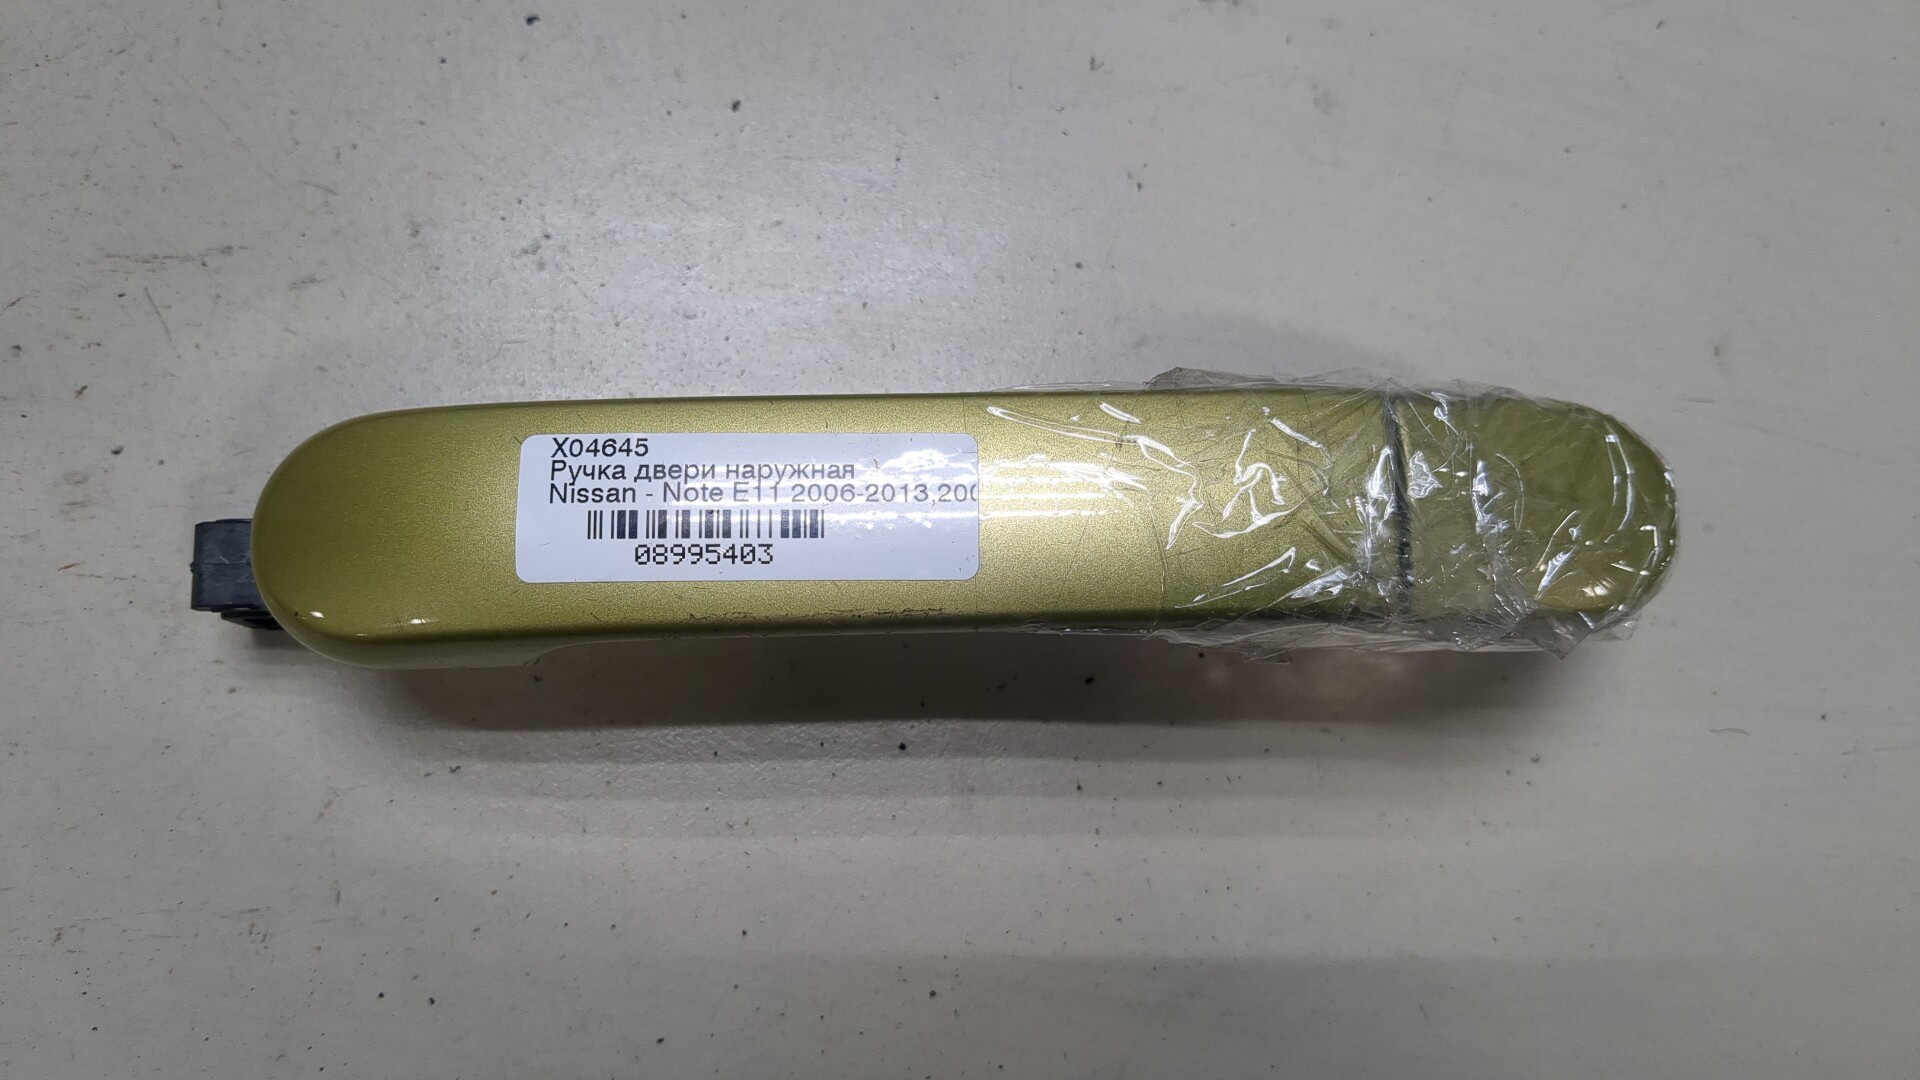 X04645
Ручка двери наружная
Nissan - Note E11 2006-2013,200
08995403